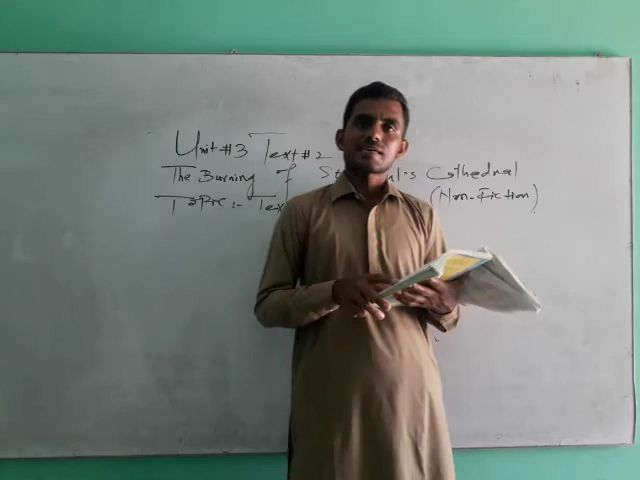 Unit #3 Text #2
The Burning of St l's Cathedral
Topic :- Tex (Non-Fiction)